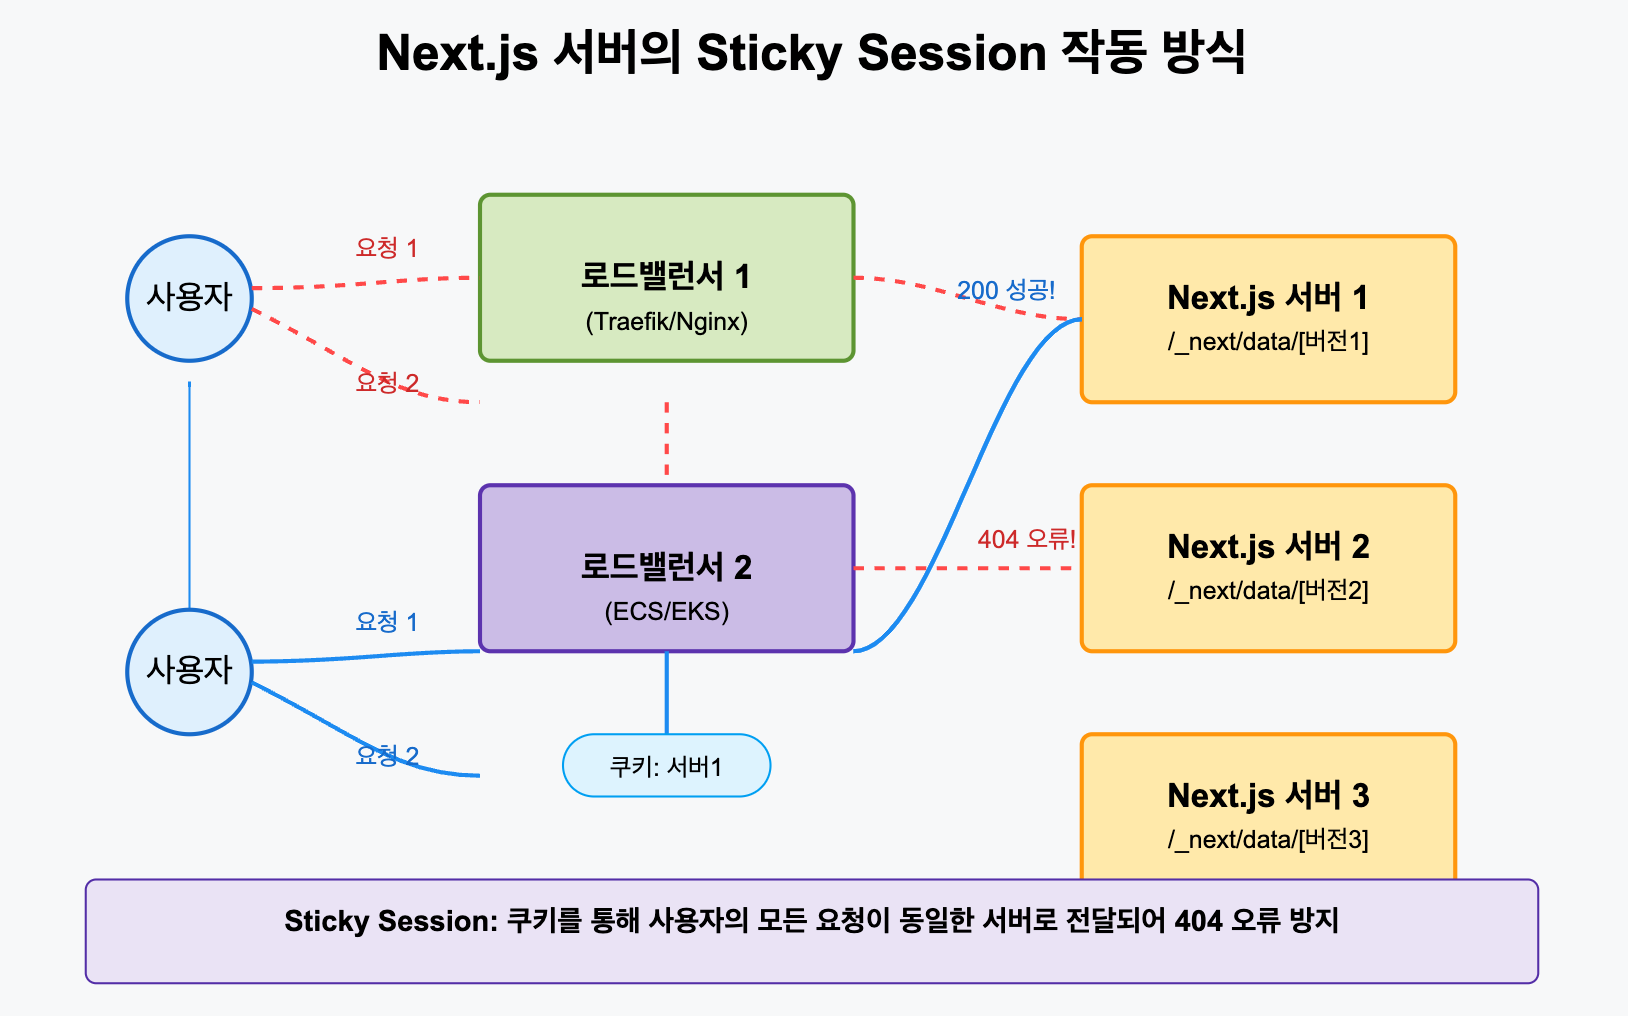 Next.js 서버의 Sticky Session 작동 방식
사용자
요청 1
요청 2
로드밸런서 1
(Traefik/Nginx)
200 성공!
Next.js 서버 1
/_next/data/[버전1]
로드밸런서 2
(ECS/EKS)
404 오류!
Next.js 서버 2
/_next/data/[버전2]
사용자
요청 1
요청 2
쿠키: 서버1
Next.js 서버 3
/_next/data/[버전3]
Sticky Session: 쿠키를 통해 사용자의 모든 요청이 동일한 서버로 전달되어 404 오류 방지